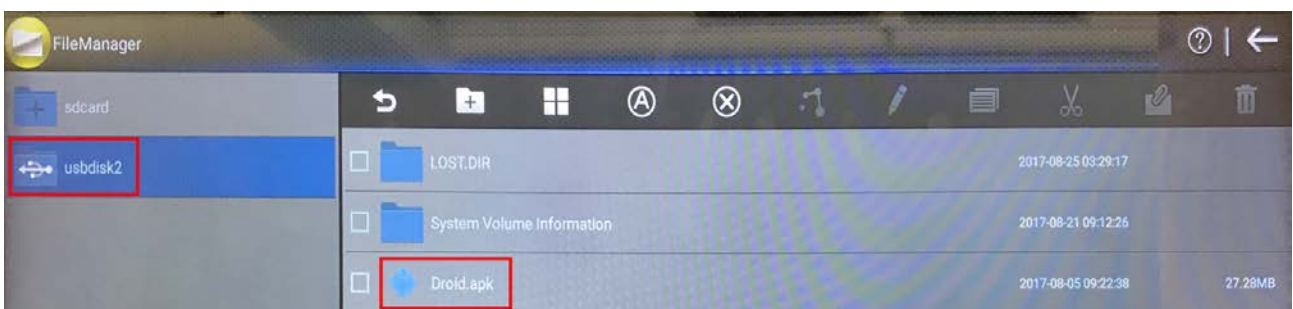 FileManager
sdcard
usbdisk2
LOST.DIR 2017-08-25 03:29:17
System Volume Information 2017-08-21 09:12:26
Droid.apk 2017-08-05 09:22:38 27.28MB